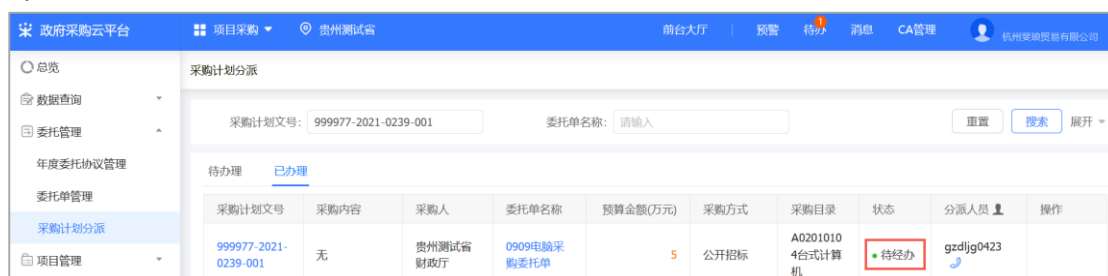 政府采购云平台 项目采购 贵州测试省 前台大厅 预警 待办 1 消息 CA管理 杭州斐琅贸易有限公司
总览
采购计划分派
数据查询
委托管理
采购计划文号: 999977-2021-0239-001 委托单名称: 请输入 重置 搜索 展开
年度委托协议管理
待办理 已办理
委托单管理
采购计划文号 采购内容 采购人 委托单名称 预算金额(万元) 采购方式 采购目录 状态 分派人员 操作
采购计划分派
999977-2021-
0239-001 无 贵州测试省
财政厅 0909电脑采
购委托单 5 公开招标 A0201010
4台式计算
机 待经办 gzdljg0423
项目管理